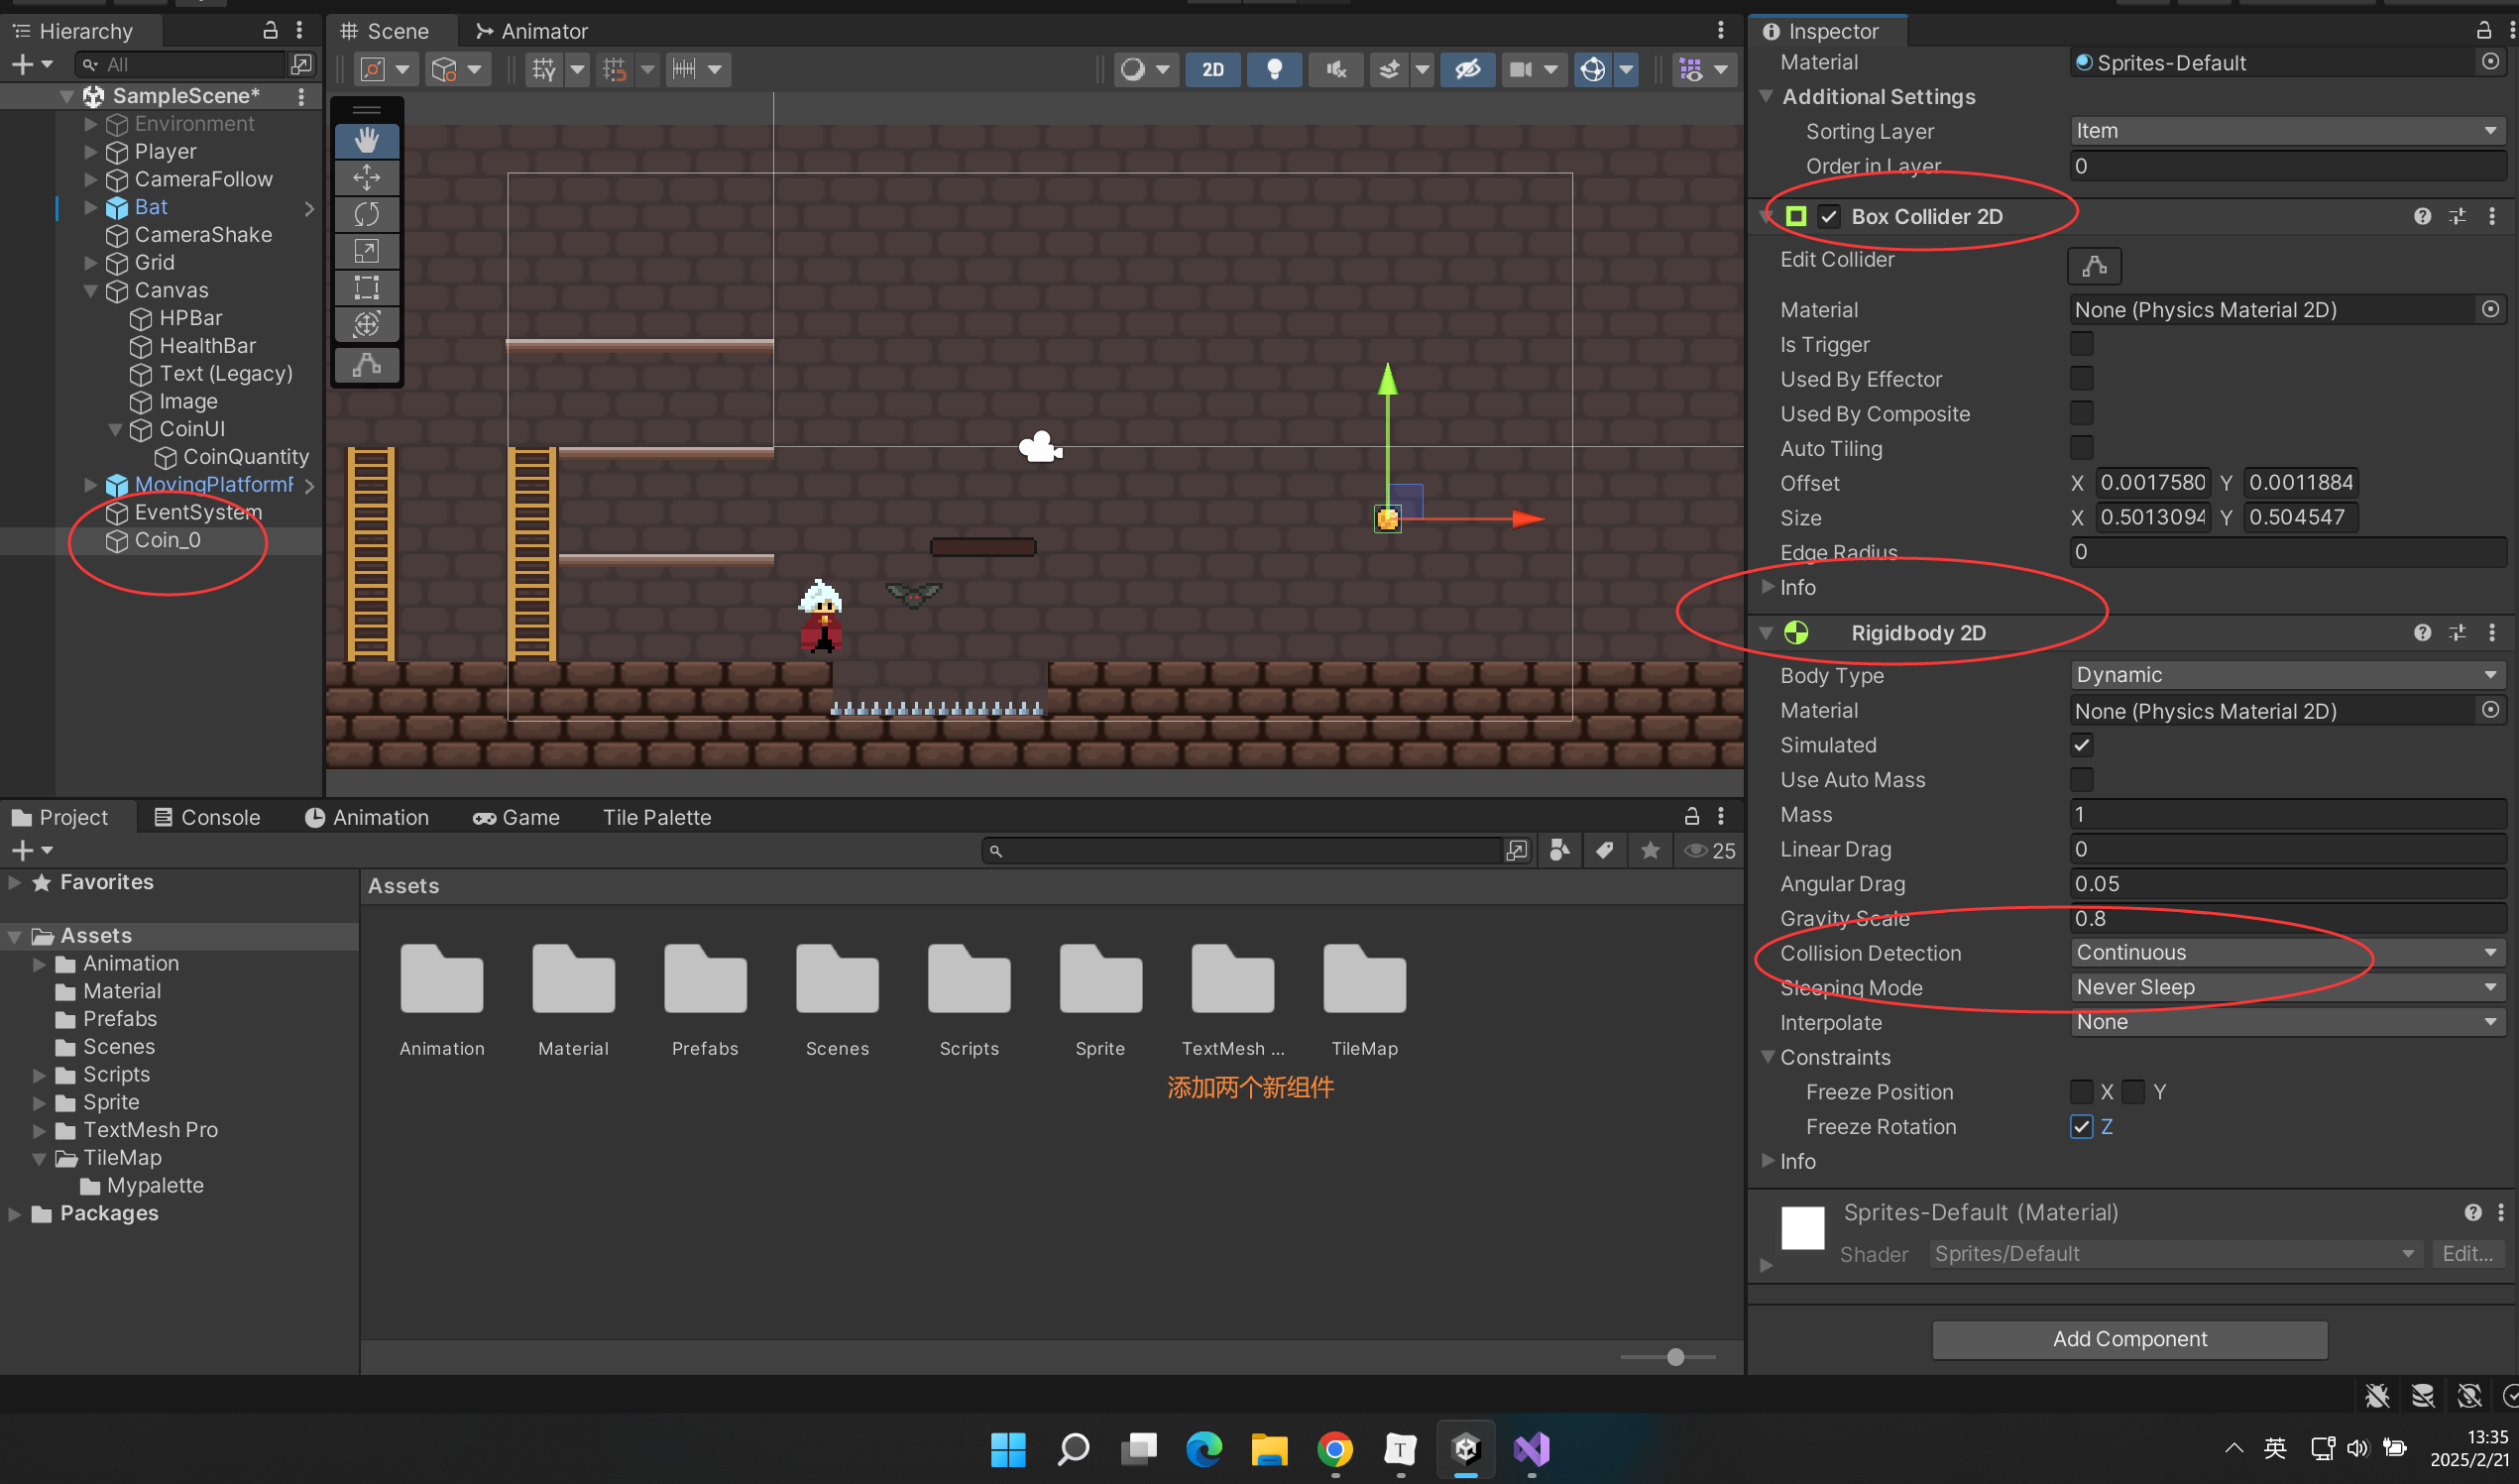 Hierarchy
All
SampleScene*
Environment
Player
CameraFollow
Bat
CameraShake
Grid
Canvas
HPBar
HealthBar
Text (Legacy)
Image
CoinUI
CoinQuantity
MovingPlatformF
EventSystem
Coin_0
Scene
Animator
2D
Inspector
Material
Sprites-Default
Additional Settings
Sorting Layer
Item
Order in Layer
0
Box Collider 2D
Edit Collider
Material
None (Physics Material 2D)
Is Trigger
Used By Effector
Used By Composite
Auto Tiling
Offset
X 0.0017580 Y 0.0011884
Size
X 0.5013094 Y 0.504547
Edge Radius
0
Info
Rigidbody 2D
Body Type
Dynamic
Material
None (Physics Material 2D)
Simulated
Use Auto Mass
Mass
1
Linear Drag
0
Angular Drag
0.05
Gravity Scale
0.8
Collision Detection
Continuous
Sleeping Mode
Never Sleep
Interpolate
None
Constraints
Freeze Position
X Y
Freeze Rotation
Z
Info
Sprites-Default (Material)
Shader
Sprites/Default
Edit...
Add Component
Project
Console
Animation
Game
Tile Palette
25
Favorites
Assets
Animation
Material
Prefabs
Scenes
Scripts
Sprite
TextMesh Pro
TileMap
Mypalette
Packages
Assets
Animation
Material
Prefabs
Scenes
Scripts
Sprite
TextMesh ...
TileMap
添加两个新组件
T
英
13:35
2025/2/21